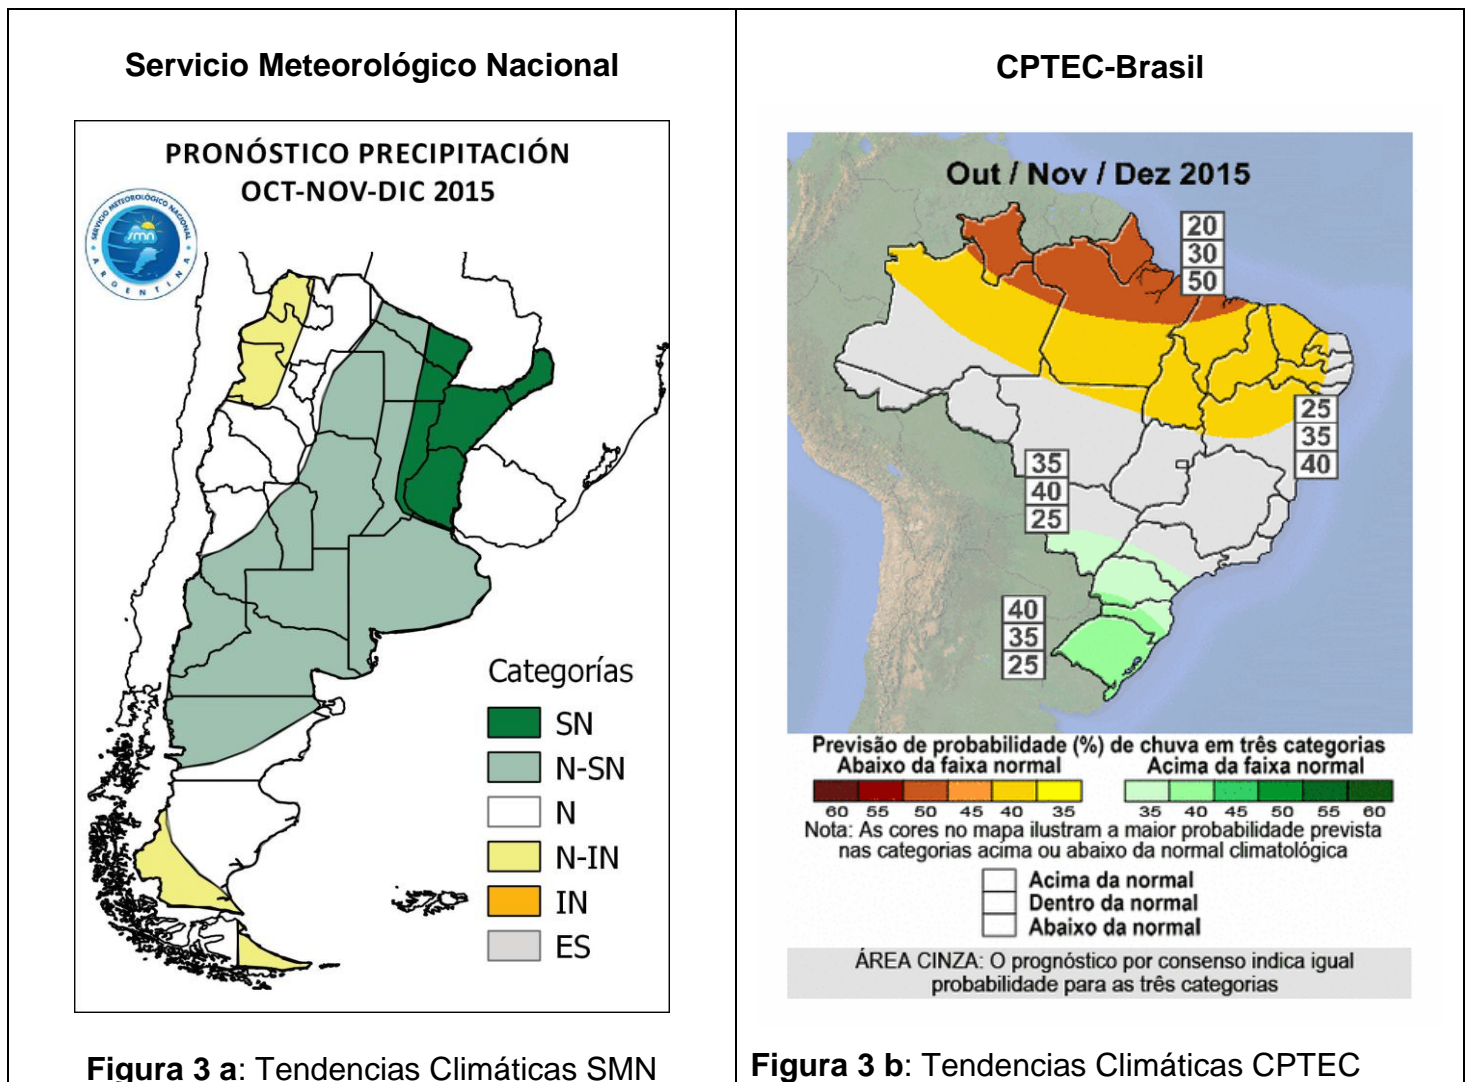 Servicio Meteorológico Nacional
PRONÓSTICO PRECIPITACIÓN
OCT-NOV-DIC 2015
SERVICIO METEOROLÓGICO NACIONAL
smn
ARGENTINA
Categorías
SN
N-SN
N
N-IN
IN
ES
Figura 3 a: Tendencias Climáticas SMN
CPTEC-Brasil
Out / Nov / Dez 2015
20
30
50
25
35
40
35
40
25
40
35
25
Previsão de probabilidade (%) de chuva em três categorias
Abaixo da faixa normal Acima da faixa normal
60 55 50 45 40 35 35 40 45 50 55 60
Nota: As cores no mapa ilustram a maior probabilidade prevista
nas categorias acima ou abaixo da normal climatológica
Acima da normal
Dentro da normal
Abaixo da normal
ÁREA CINZA: O prognóstico por consenso indica igual
probabilidade para as três categorias
Figura 3 b: Tendencias Climáticas CPTEC